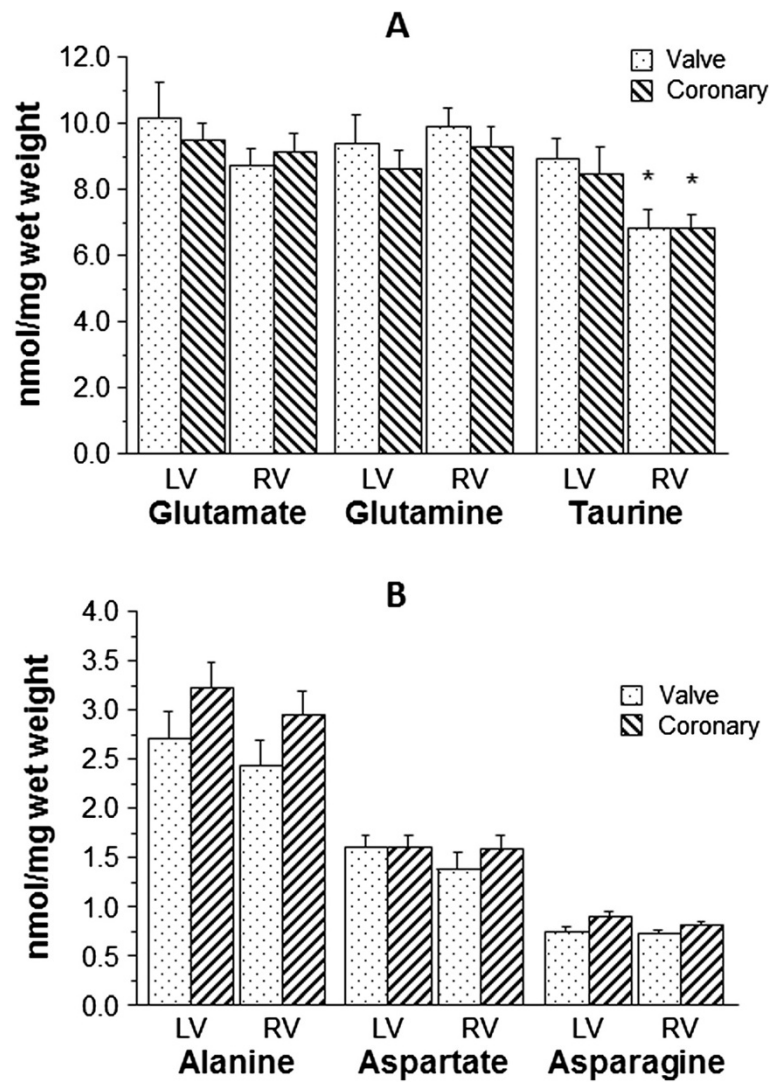 A
nmol/mg wet weight
12.0
10.0
8.0
6.0
4.0
2.0
0.0
Valve
Coronary
* *
LV RV LV RV LV RV
Glutamate Glutamine Taurine
B
nmol/mg wet weight
4.0
3.5
3.0
2.5
2.0
1.5
1.0
0.5
0.0
Valve
Coronary
LV RV LV RV LV RV
Alanine Aspartate Asparagine